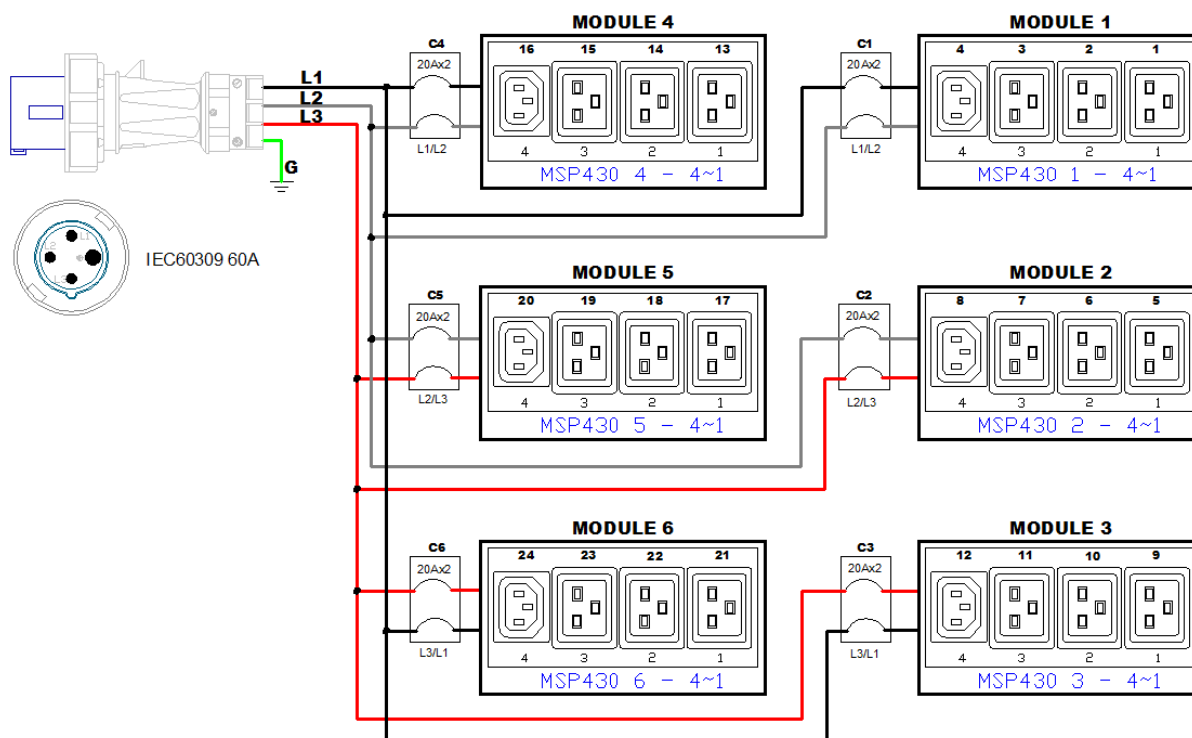 MODULE 4
MODULE 1
C4
20Ax2
L1/L2
16 15 14 13
4 3 2 1
MSP430 4 - 4~1
C1
20Ax2
L1/L2
4 3 2 1
4 3 2 1
MSP430 1 - 4~1
L1
L2
L3
G
L1
L2
L3
IEC60309 60A
MODULE 5
MODULE 2
C5
20Ax2
L2/L3
20 19 18 17
4 3 2 1
MSP430 5 - 4~1
C2
20Ax2
L2/L3
8 7 6 5
4 3 2 1
MSP430 2 - 4~1
MODULE 6
MODULE 3
C6
20Ax2
L3/L1
24 23 22 21
4 3 2 1
MSP430 6 - 4~1
C3
20Ax2
L3/L1
12 11 10 9
4 3 2 1
MSP430 3 - 4~1